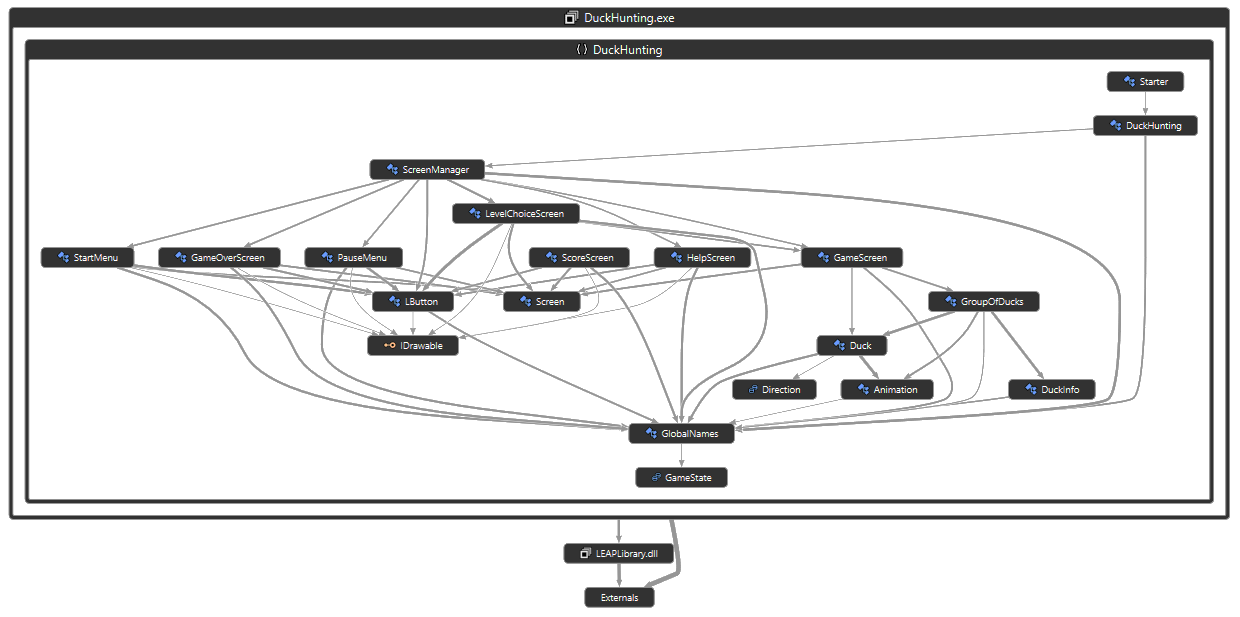 DuckHunting.exe
DuckHunting
Starter
DuckHunting
ScreenManager
LevelChoiceScreen
StartMenu
GameOverScreen
PauseMenu
ScoreScreen
HelpScreen
GameScreen
LButton
Screen
GroupOfDucks
IDrawable
Duck
Direction
Animation
DuckInfo
GlobalNames
GameState
LEAPLibrary.dll
Externals